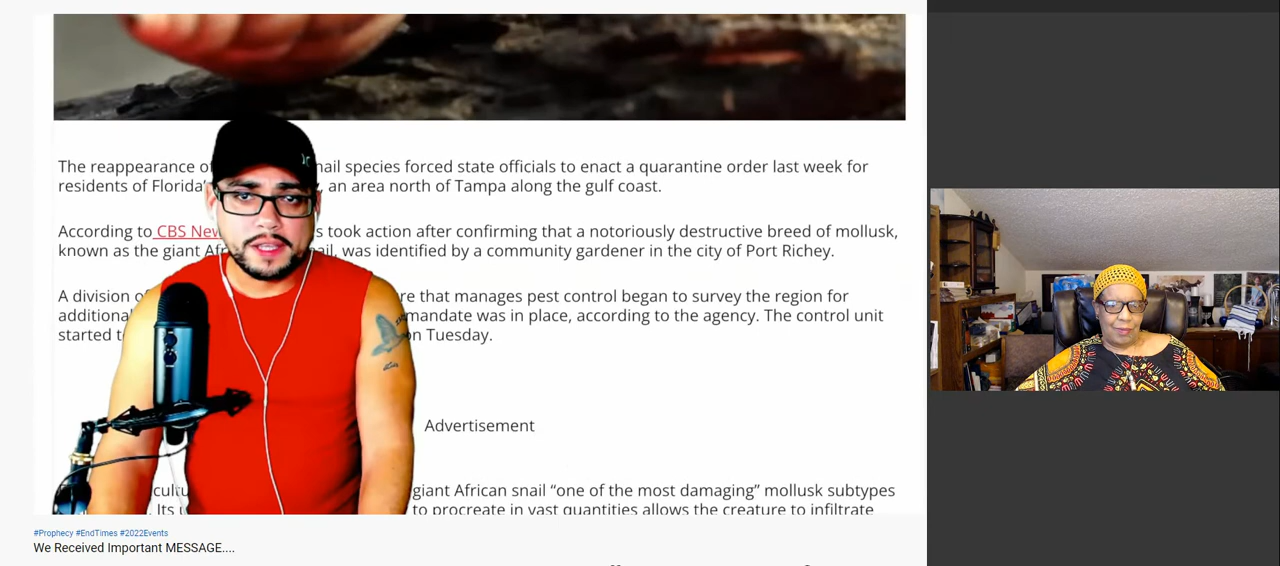 The reappearance of nail species forced state officials to enact a quarantine order last week for
residents of Florida' , an area north of Tampa along the gulf coast.
According to CBS New s took action after confirming that a notoriously destructive breed of mollusk,
known as the giant Afr ail, was identified by a community gardener in the city of Port Richey.
A division of re that manages pest control began to survey the region for
additional mandate was in place, according to the agency. The control unit
started t on Tuesday.
Advertisement
cultu giant African snail “one of the most damaging” mollusk subtypes
. Its to procreate in vast quantities allows the creature to infiltrate
#Prophecy #EndTimes #2022Events
We Received Important MESSAGE....